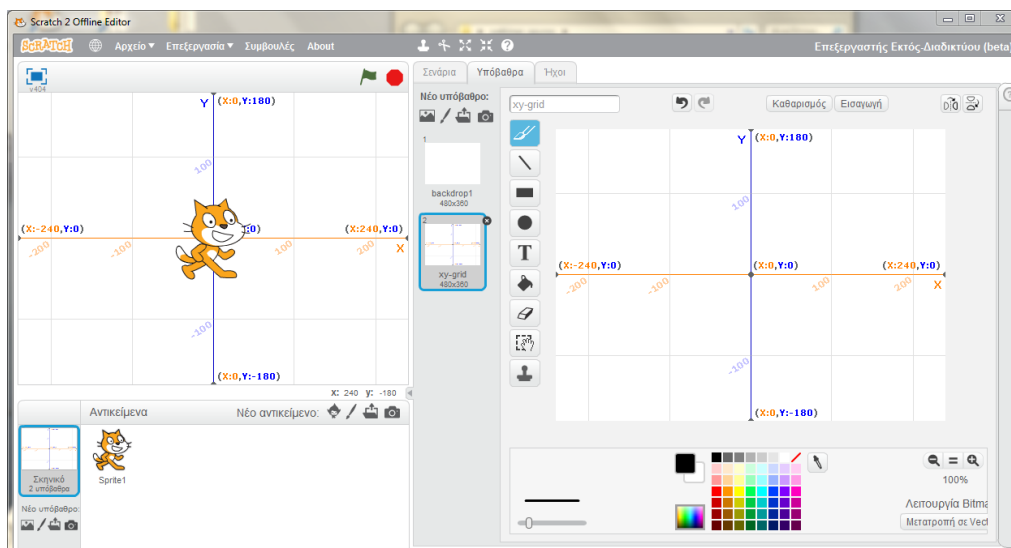 Scratch 2 Offline Editor
SCRATCH Αρχείο Επεξεργασία Συμβουλές About Επεξεργαστής Εκτός-Διαδικτύου (beta)
v404
Y (X:0,Y:180)
100
(X:-240,Y:0) :0) (X:240,Y:0)
-200 -100 100 200 X
-100
(X:0,Y:-180)
x: 240 y: -180
Αντικείμενα Νέο αντικείμενο:
Σκηνικό
2 υπόβαθρα
Sprite1
Νέο υπόβαθρο:
Σενάρια Υπόβαθρα Ήχοι
Νέο υπόβαθρο:
1
backdrop1
480x360
2
xy-grid
480x360
xy-grid Καθαρισμός Εισαγωγή
T
Y (X:0,Y:180)
100
(X:-240,Y:0) (X:0,Y:0) (X:240,Y:0)
-200 -100 100 200 X
-100
(X:0,Y:-180)
100%
Λειτουργία Bitma
Μετατροπή σε Vect